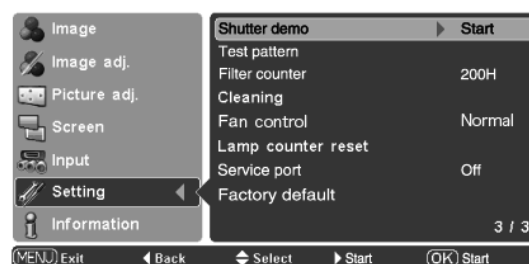 Image
Image adj.
Picture adj.
Screen
Input
Setting
Information
Shutter demo Start
Test pattern
Filter counter 200H
Cleaning
Fan control Normal
Lamp counter reset
Service port Off
Factory default
3 / 3
MENU Exit Back Select Start OK Start